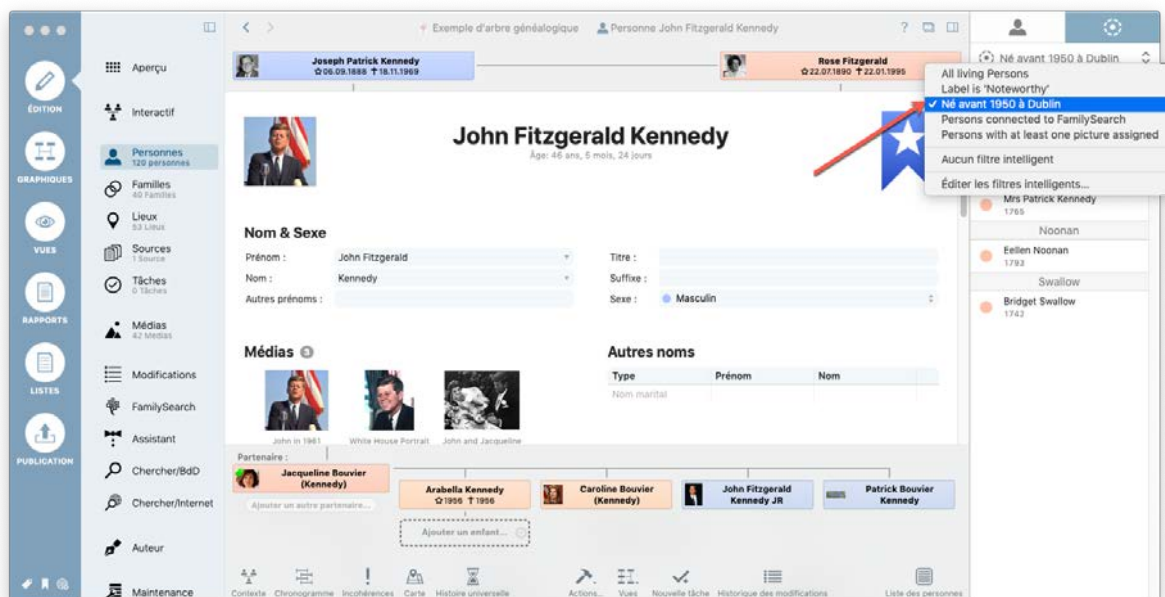 Exemple d'arbre généalogique
Personne John Fitzgerald Kennedy
?
ÉDITION
GRAPHIQUES
VUES
RAPPORTS
LISTES
PUBLICATION
Aperçu
Interactif
Personnes
120 personnes
Familles
40 Familles
Lieux
53 Lieux
Sources
1 Source
Tâches
0 Tâches
Médias
42 Médias
Modifications
FamilySearch
Assistant
Chercher/BdD
Chercher/Internet
Auteur
Maintenance
Joseph Patrick Kennedy
✩06.09.1888 †18.11.1969
Rose Fitzgerald
✩22.07.1890 †22.01.1995
John Fitzgerald Kennedy
Âge: 46 ans, 5 mois, 24 jours
Nom & Sexe
Prénom : John Fitzgerald
Nom : Kennedy
Autres prénoms :
Titre :
Suffixe :
Sexe : Masculin
Médias 3
John in 1961
White House Portrait
John and Jacqueline
Autres noms
Type Prénom Nom
Nom marital
Partenaire :
Jacqueline Bouvier
(Kennedy)
Ajouter un autre partenaire...
Arabella Kennedy
✩1956 †1956
Ajouter un enfant...
Caroline Bouvier
(Kennedy)
John Fitzgerald
Kennedy JR
Patrick Bouvier
Kennedy
Contexte Chronogramme Incohérences Carte Histoire universelle Actions... Vues Nouvelle tâche Historique des modifications Liste des personnes
Né avant 1950 à Dublin
All living Persons
Label is 'Noteworthy'
✓ Né avant 1950 à Dublin
Persons connected to FamilySearch
Persons with at least one picture assigned
Aucun filtre intelligent
Éditer les filtres intelligents...
Mrs Patrick Kennedy
1765
Noonan
Eellen Noonan
1793
Swallow
Bridget Swallow
1742